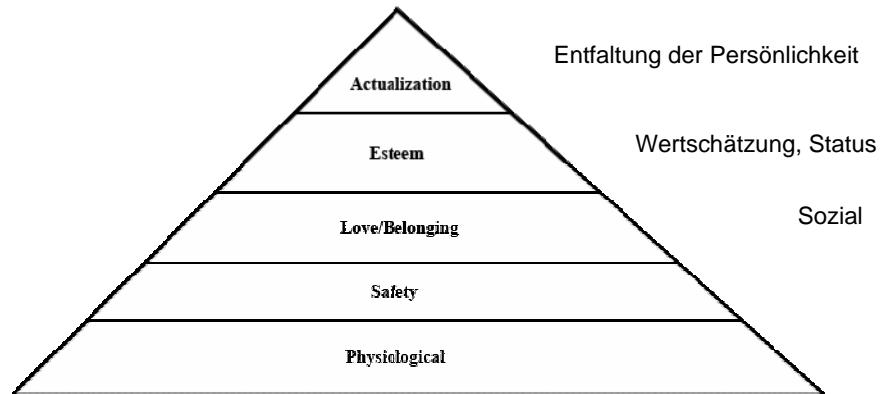 Entfaltung der Persönlichkeit
Actualization
Wertschätzung, Status
Esteem
Sozial
Love/Belonging
Safety
Physiological